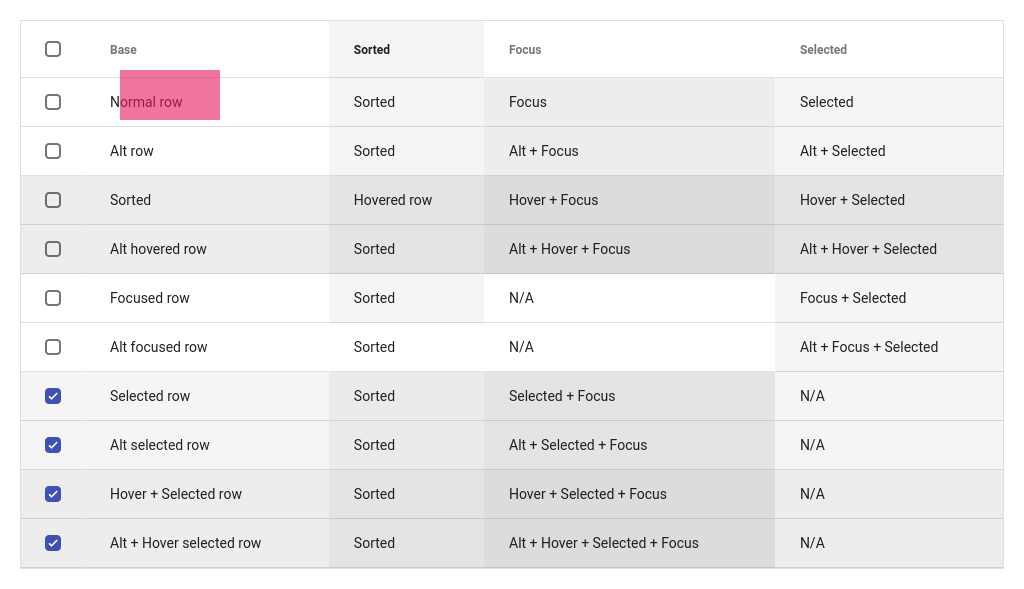 Base Sorted Focus Selected
Normal row Sorted Focus Selected
Alt row Sorted Alt + Focus Alt + Selected
Sorted Hovered row Hover + Focus Hover + Selected
Alt hovered row Sorted Alt + Hover + Focus Alt + Hover + Selected
Focused row Sorted N/A Focus + Selected
Alt focused row Sorted N/A Alt + Focus + Selected
Selected row Sorted Selected + Focus N/A
Alt selected row Sorted Alt + Selected + Focus N/A
Hover + Selected row Sorted Hover + Selected + Focus N/A
Alt + Hover selected row Sorted Alt + Hover + Selected + Focus N/A